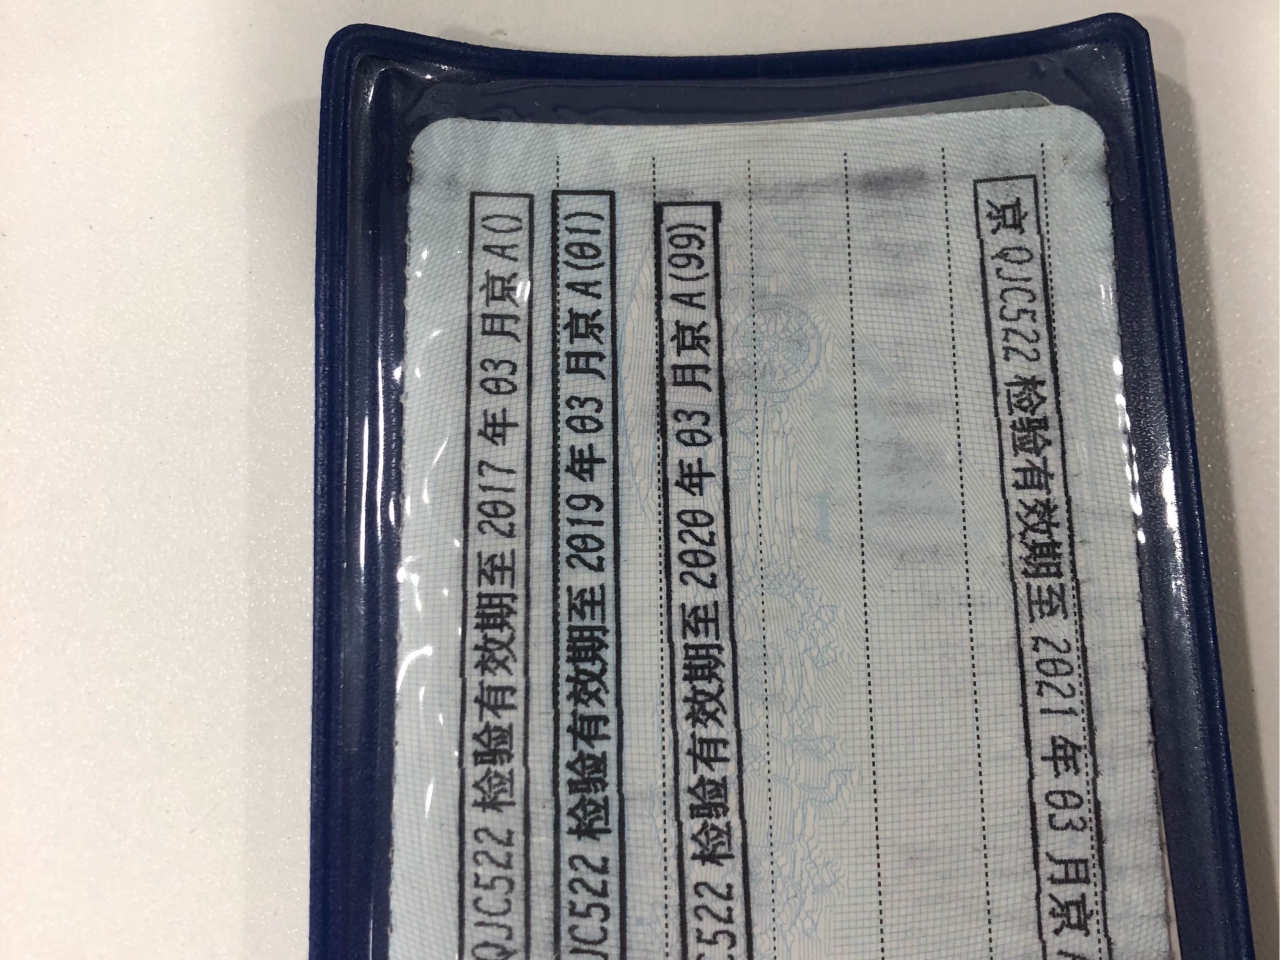 QJC522 检验有效期至 2017 年 03 月京 A()
JC522 检验有效期至 2019 年 03 月京 A(01)
C522 检验有效期至 2020 年 03 月京 A(99)
京 QJC522 检验有效期至 2021 年 03 月京 A